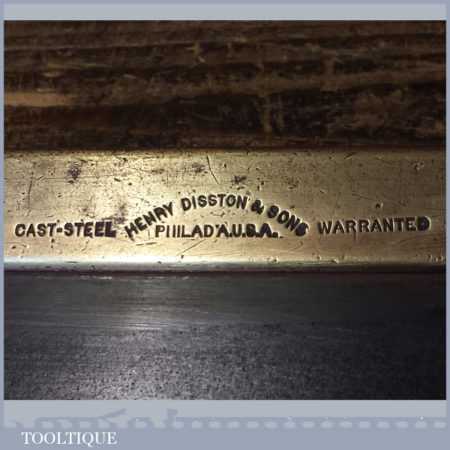 HENRY DISSTON & SONS
CAST-STEEL PHILAD'A.U.S.A. WARRANTED
TOOLTIQUE